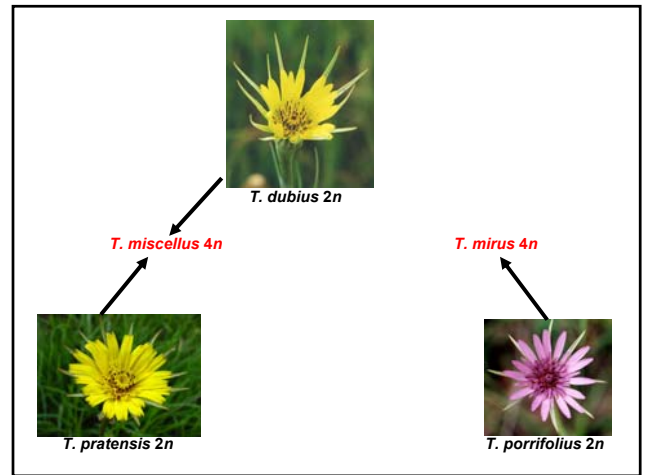 T. dubius 2n
T. miscellus 4n
T. mirus 4n
T. pratensis 2n
T. porrifolius 2n